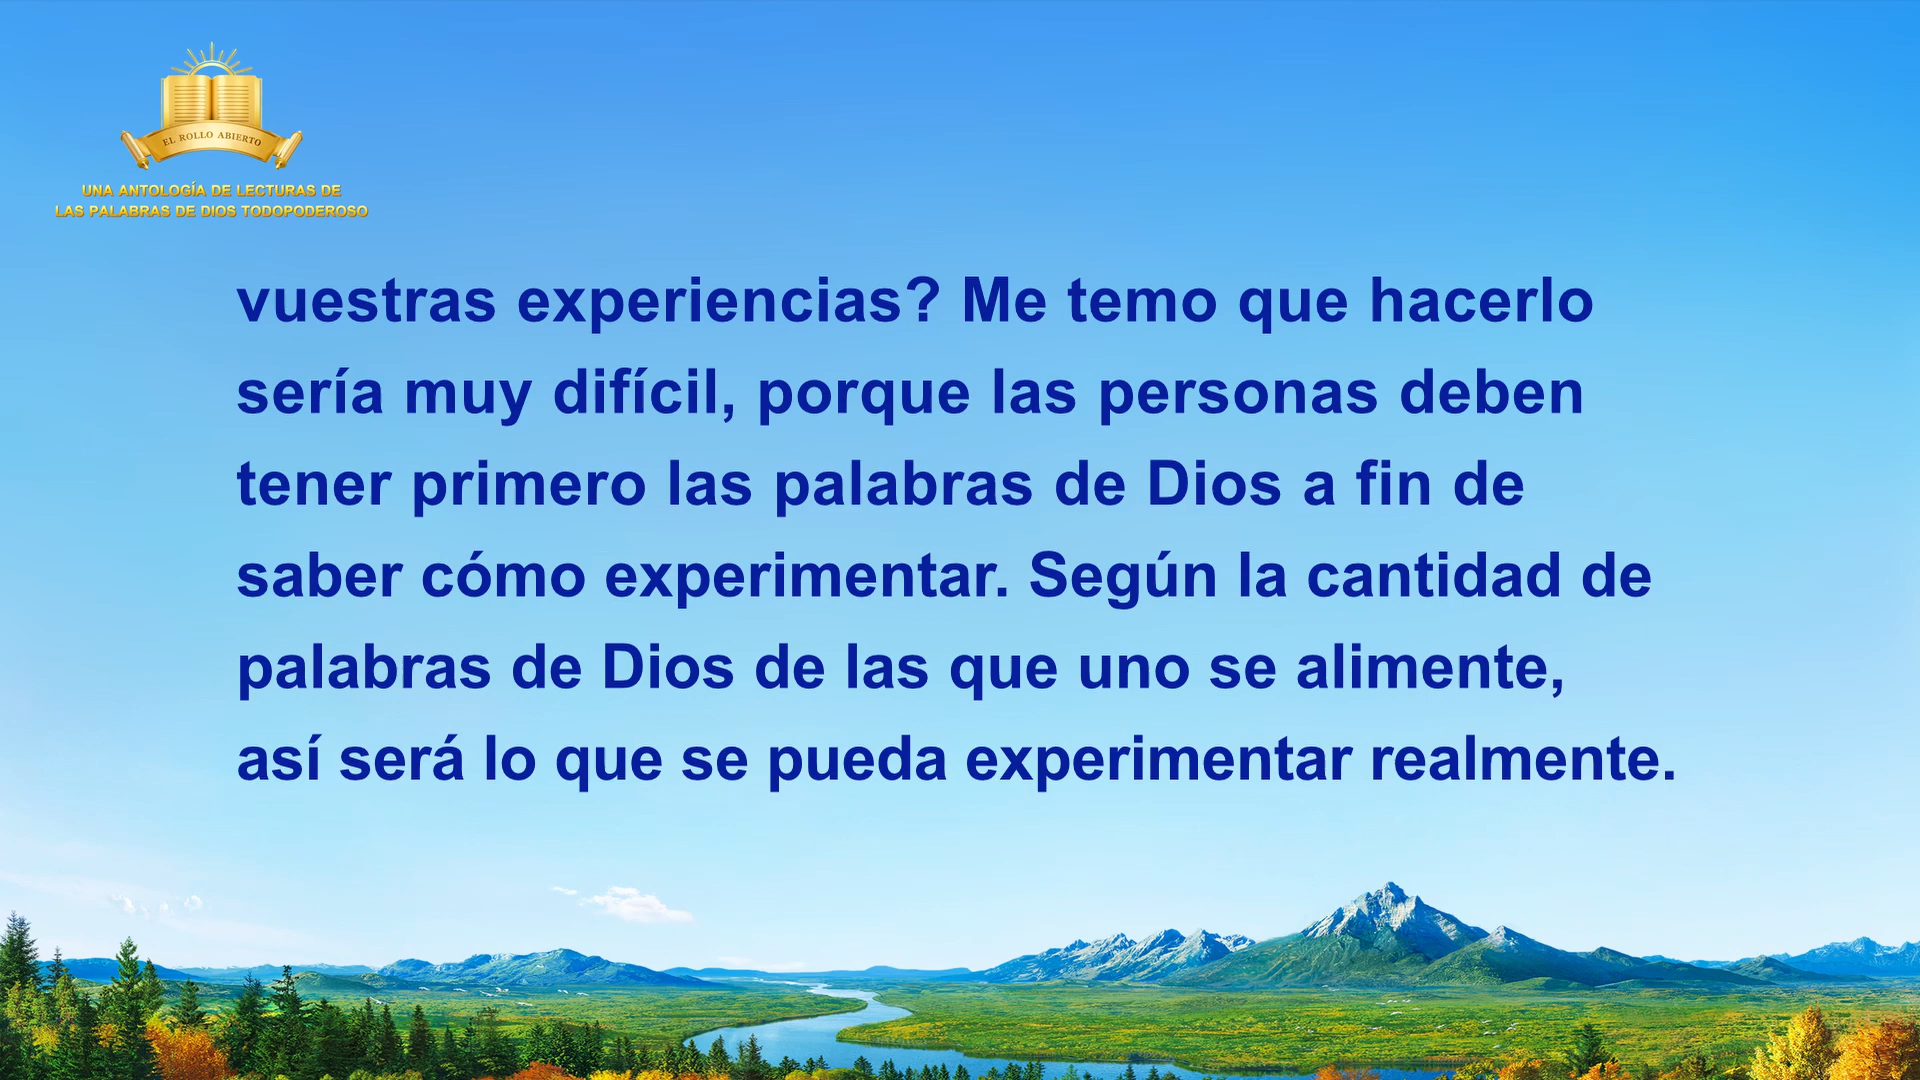 EL ROLLO ABIERTO
UNA ANTOLOGÍA DE LECTURAS DE
LAS PALABRAS DE DIOS TODOPODEROSO
vuestras experiencias? Me temo que hacerlo
sería muy difícil, porque las personas deben
tener primero las palabras de Dios a fin de
saber cómo experimentar. Según la cantidad de
palabras de Dios de las que uno se alimente,
así será lo que se pueda experimentar realmente.